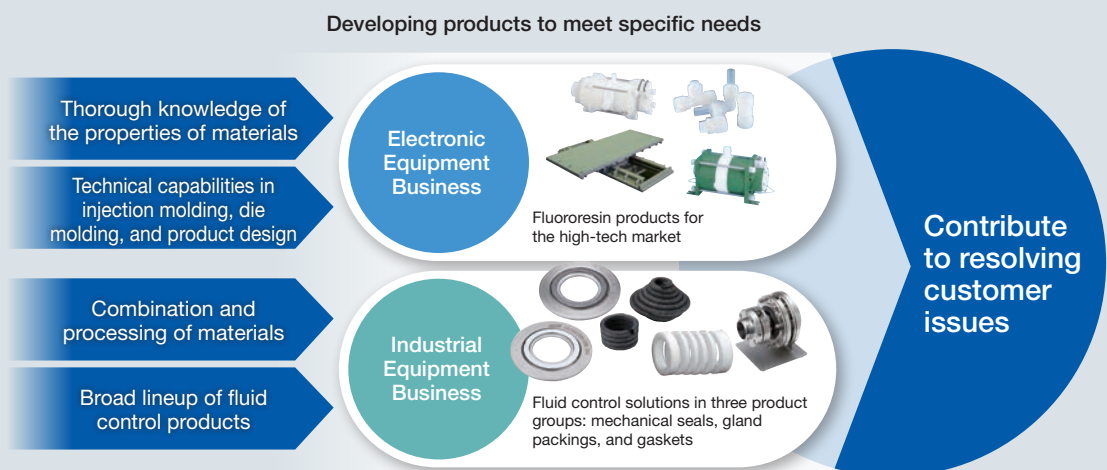 Developing products to meet specific needs
Thorough knowledge of
the properties of materials
Technical capabilities in
injection molding, die
molding, and product design
Electronic
Equipment
Business
Fluororesin products for
the high-tech market
Combination and
processing of materials
Broad lineup of fluid
control products
Industrial
Equipment
Business
Fluid control solutions in three product
groups: mechanical seals, gland
packings, and gaskets
Contribute
to resolving
customer
issues